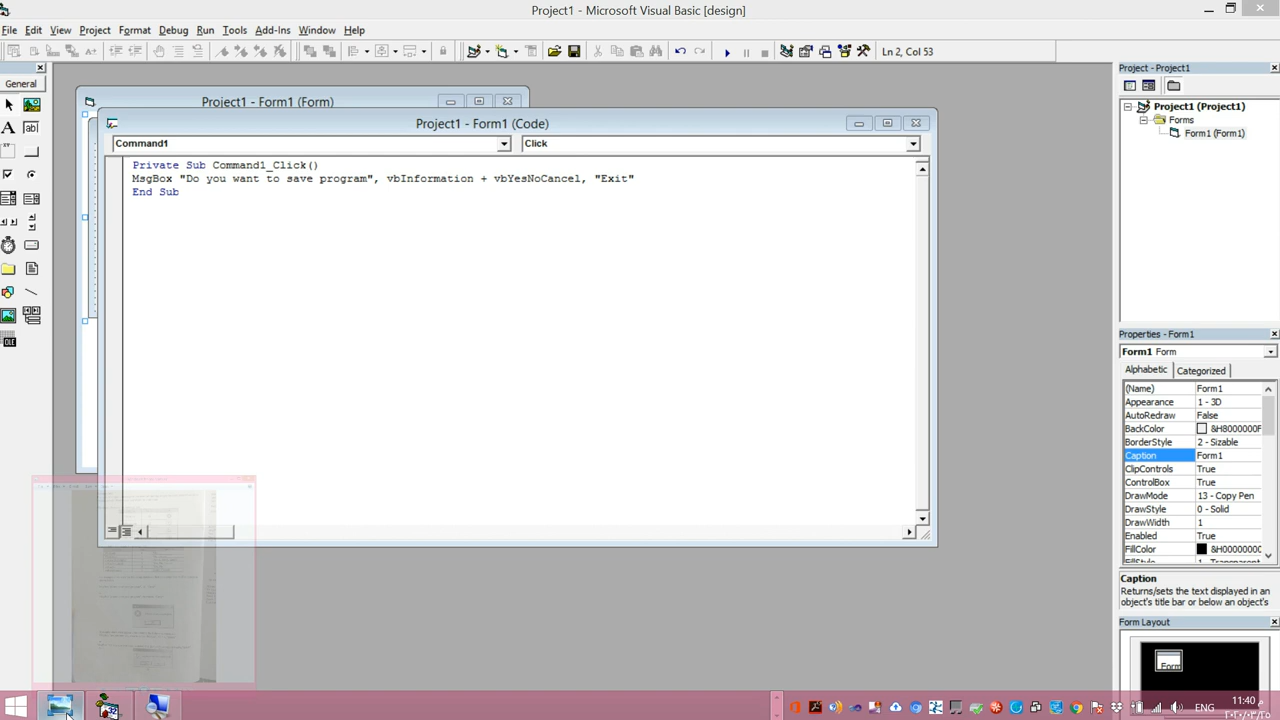 Project1 - Microsoft Visual Basic [design]
File Edit View Project Format Debug Run Tools Add-Ins Window Help
Ln 2, Col 53
General
Project1 - Form1 (Form)
Project1 - Form1 (Code)
Command1 Click
Private Sub Command1_Click()
MsgBox "Do you want to save program", vbInformation + vbYesNoCancel, "Exit"
End Sub
Project - Project1
Project1 (Project1)
Forms
Form1 (Form1)
Properties - Form1
Form1 Form
Alphabetic Categorized
(Name) Form1
Appearance 1 - 3D
AutoRedraw False
BackColor &H8000000F
BorderStyle 2 - Sizable
Caption Form1
ClipControls True
ControlBox True
DrawMode 13 - Copy Pen
DrawStyle 0 - Solid
DrawWidth 1
Enabled True
FillColor &H00000000
Caption
Returns/sets the text displayed in an
object's title bar or below an object's
Form Layout
Form
OLE
ENG
11:40 م